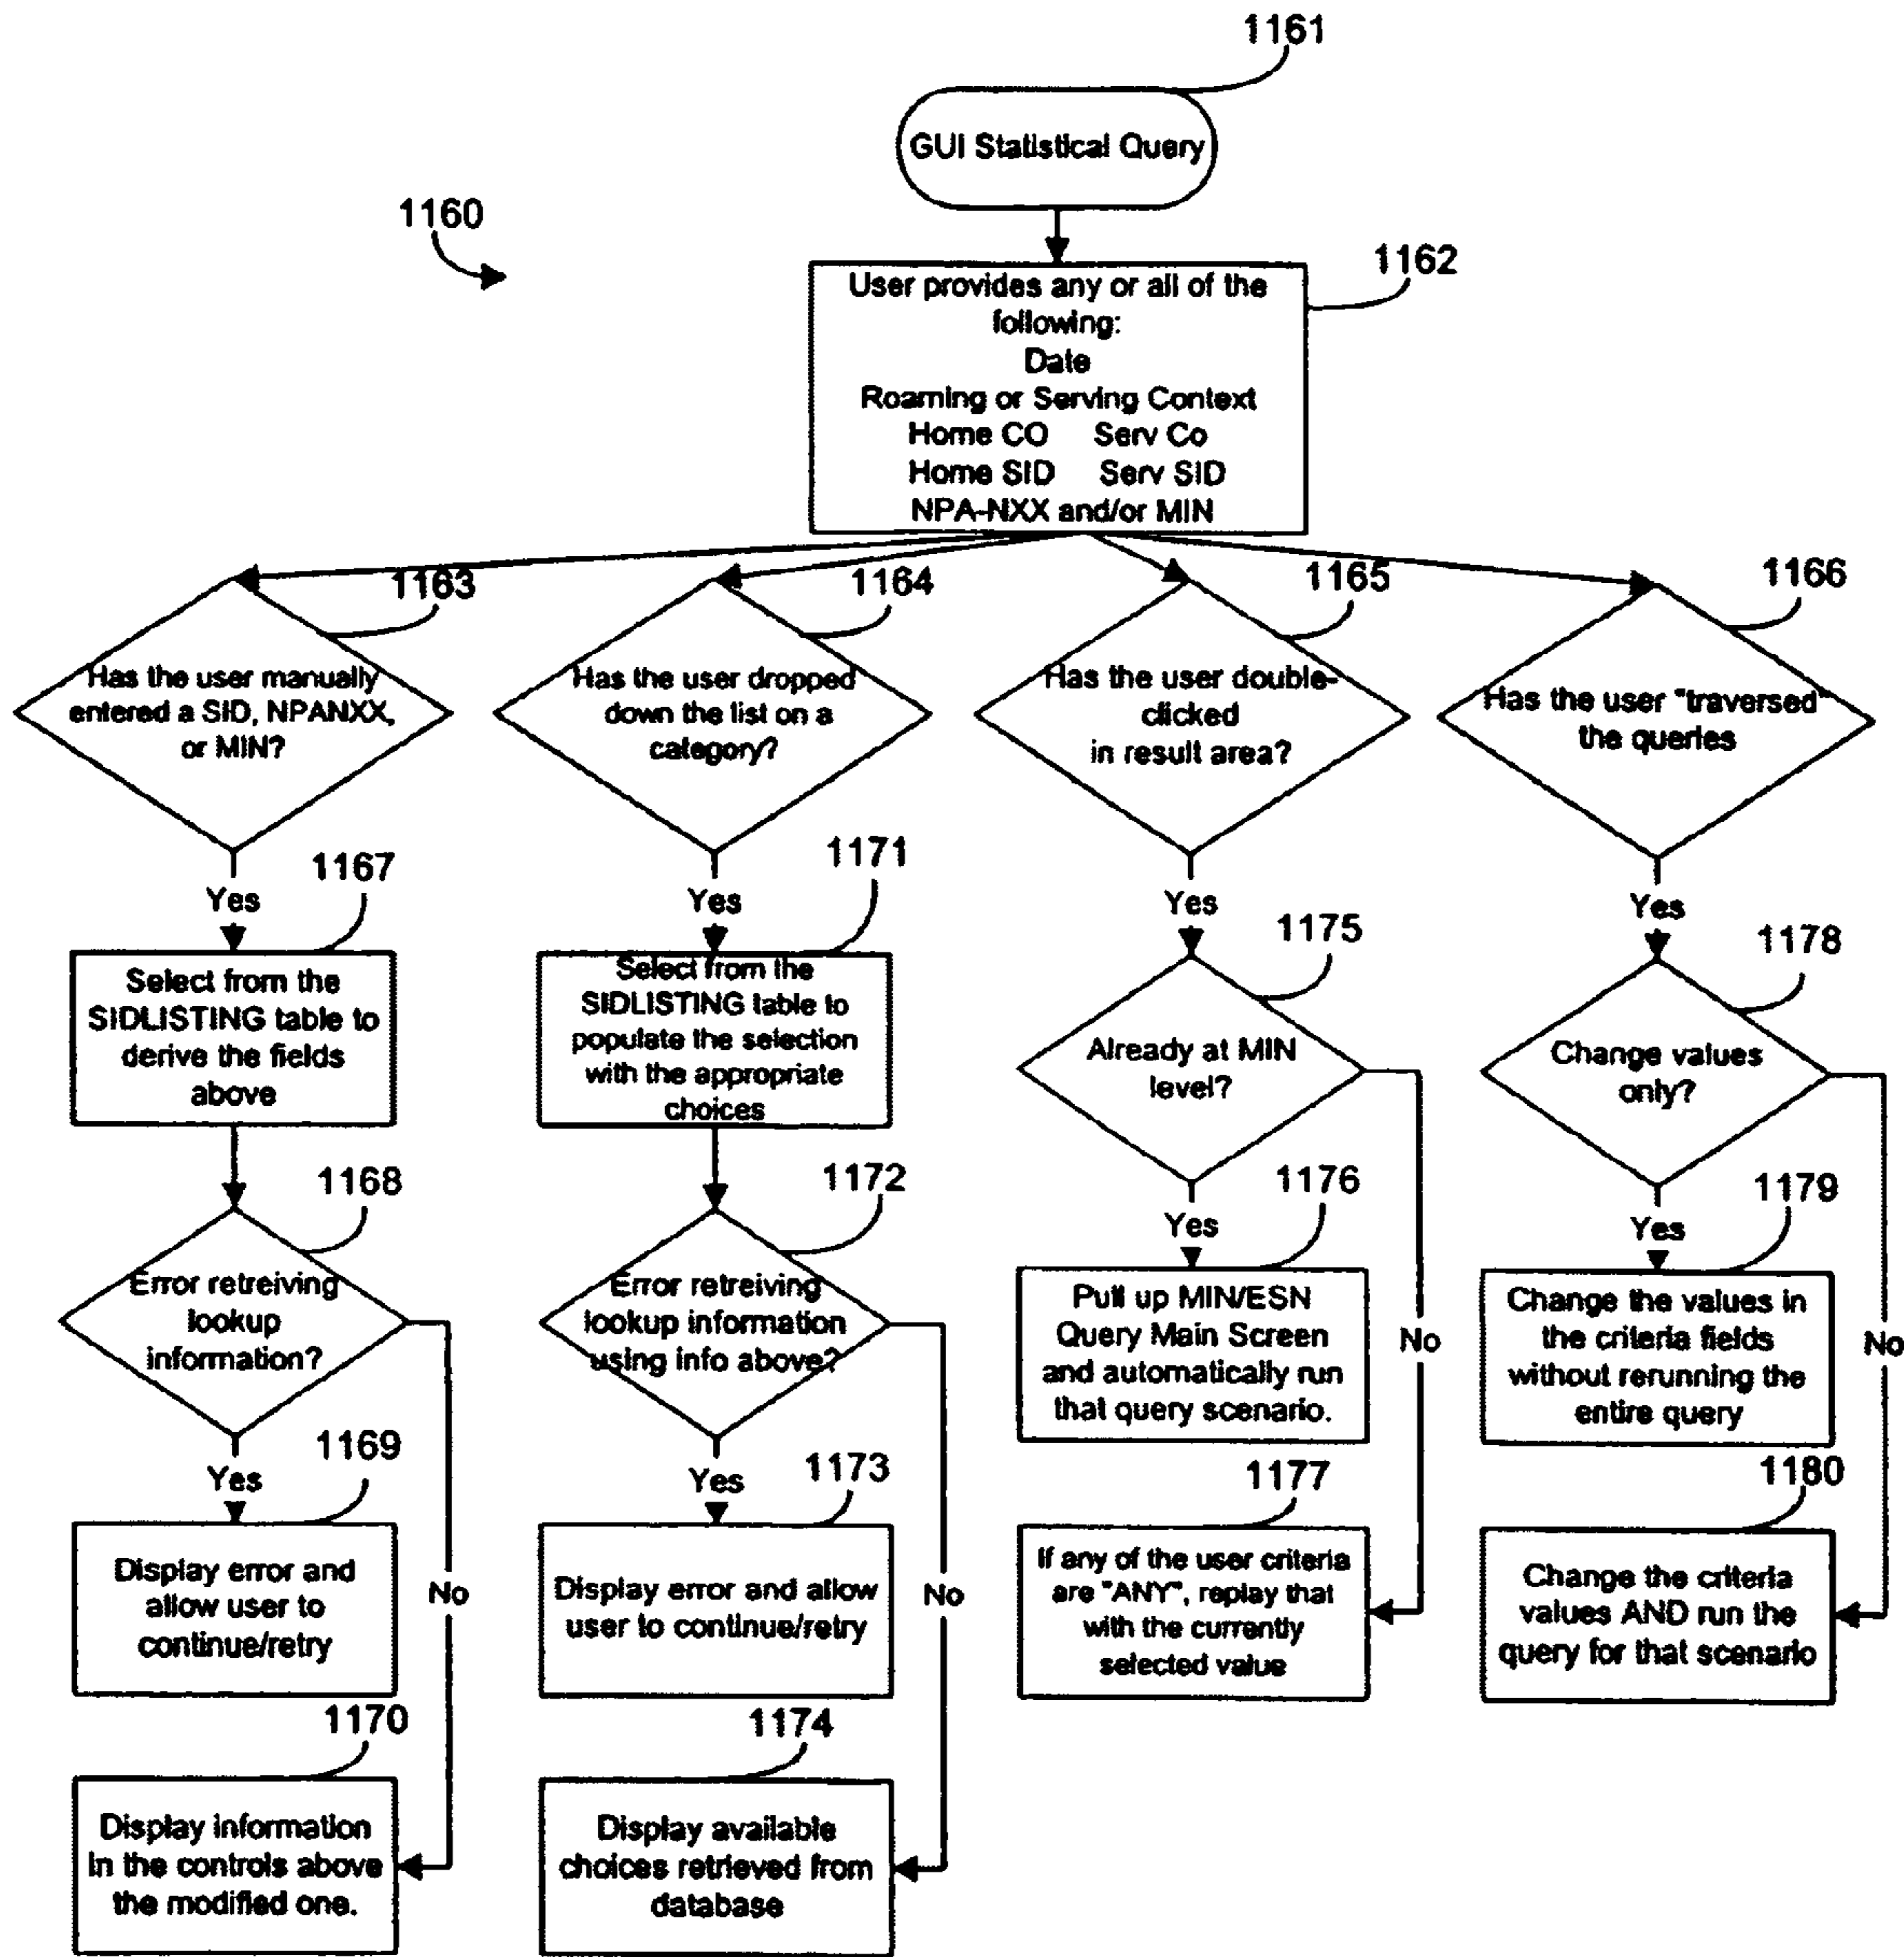 1161
GUI Statistical Query
1160
1162
User provides any or all of the
following:
Date
Roaming or Serving Context
Home CO Serv Co
Home SID Serv SID
NPA-NXX and/or MIN
1163
Has the user manually
entered a SID, NPANXX,
or MIN?
1164
Has the user dropped
down the list on a
category?
1165
Has the user double-
clicked
in result area?
1166
Has the user "traversed"
the queries
Yes
1167
Select from the
SIDLISTING table to
derive the fields
above
Yes
1171
Select from the
SIDLISTING table to
populate the selection
with the appropriate
choices
Yes
1175
Already at MIN
level?
Yes
1178
Change values
only?
1168
Error retreiving
lookup
information?
1172
Error retreiving
lookup information
using info above?
Yes
1176
Pull up MIN/ESN
Query Main Screen
and automatically run
that query scenario.
No
Yes
1179
Change the values in
the criteria fields
without rerunning the
entire query
No
Yes
1169
Display error and
allow user to
continue/retry
No
Yes
1173
Display error and allow
user to continue/retry
No
1177
If any of the user criteria
are "ANY", replay that
with the currently
selected value
1180
Change the criteria
values AND run the
query for that scenario
1170
Display information
in the controls above
the modified one.
1174
Display available
choices retrieved from
database